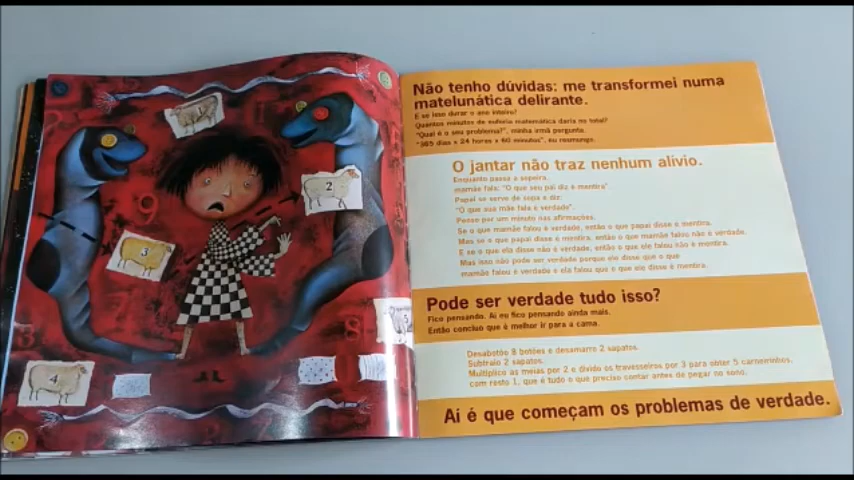 1
2
3
4
5
9
8
3
Não tenho dúvidas: me transformei numa
matelunática delirante.
E se isso durar o ano inteiro?
Quantos minutos de euforia matemática daria no total?
"Qual é o seu problema?", minha irmã pergunta.
"365 dias x 24 horas x 60 minutos", eu resmungo.
O jantar não traz nenhum alívio.
Enquanto passa a sopeira,
mamãe fala: "O que seu pai diz é mentira".
Papai se serve de sopa e diz:
"O que sua mãe fala é verdade".
Pense por um minuto nas afirmações.
Se o que mamãe falou é verdade, então o que papai disse é mentira.
Mas se o que papai disse é mentira, então o que mamãe falou não é verdade.
E se o que ela disse não é verdade, então o que ele falou não é mentira.
Mas isso não pode ser verdade porque ele disse que o que
mamãe falou é verdade e ela falou que o que ele disse é mentira.
Pode ser verdade tudo isso?
Fico pensando. Aí eu fico pensando ainda mais.
Então concluo que é melhor ir para a cama.
Desabotôo 8 botões e desamarro 2 sapatos.
Subtraio 2 sapatos.
Multiplico as meias por 2 e divido os travesseiros por 3 para obter 5 carneirinhos,
com resto 1, que é tudo o que preciso contar antes de pegar no sono.
Aí é que começam os problemas de verdade.